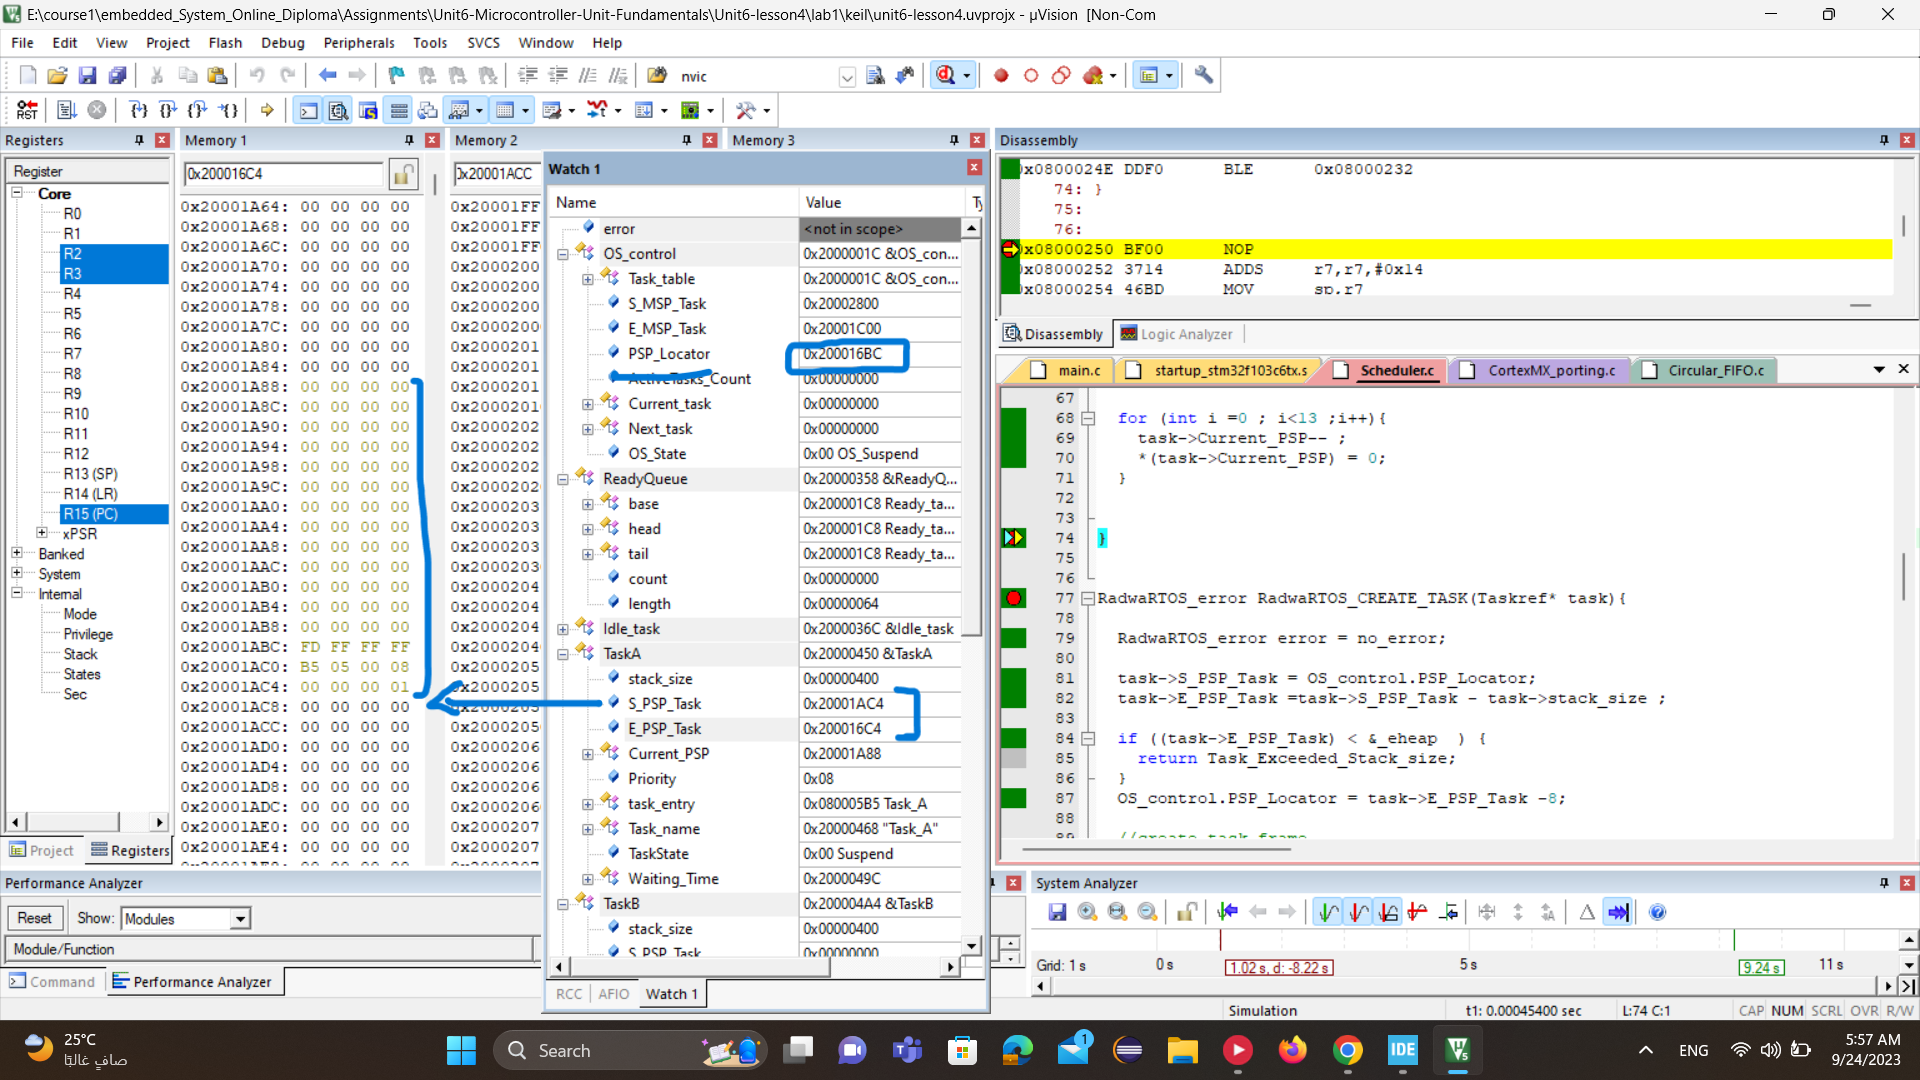 E:\course1\embedded_System_Online_Diploma\Assignments\Unit6-Microcontroller-Unit-Fundamentals\Unit6-lesson4\lab1\keil\unit6-lesson4.uvprojx - µVision  [Non-Com
File Edit View Project Flash Debug Peripherals Tools SVCS Window Help
nvic
Registers
Register
Core
R0
R1
R2
R3
R4
R5
R6
R7
R8
R9
R10
R11
R12
R13 (SP)
R14 (LR)
R15 (PC)
xPSR
Banked
System
Internal
Mode
Privilege
Stack
States
Sec
Project Registers
Memory 1
0x200016C4
0x20001A64: 00 00 00 00
0x20001A68: 00 00 00 00
0x20001A6C: 00 00 00 00
0x20001A70: 00 00 00 00
0x20001A74: 00 00 00 00
0x20001A78: 00 00 00 00
0x20001A7C: 00 00 00 00
0x20001A80: 00 00 00 00
0x20001A84: 00 00 00 00
0x20001A88: 00 00 00 00
0x20001A8C: 00 00 00 00
0x20001A90: 00 00 00 00
0x20001A94: 00 00 00 00
0x20001A98: 00 00 00 00
0x20001A9C: 00 00 00 00
0x20001AA0: 00 00 00 00
0x20001AA4: 00 00 00 00
0x20001AA8: 00 00 00 00
0x20001AAC: 00 00 00 00
0x20001AB0: 00 00 00 00
0x20001AB4: 00 00 00 00
0x20001AB8: 00 00 00 00
0x20001ABC: FD FF FF FF
0x20001AC0: B5 05 00 08
0x20001AC4: 00 00 00 01
0x20001AC8: 00 00 00 00
0x20001ACC: 00 00 00 00
0x20001AD0: 00 00 00 00
0x20001AD4: 00 00 00 00
0x20001AD8: 00 00 00 00
0x20001ADC: 00 00 00 00
0x20001AE0: 00 00 00 00
0x20001AE4: 00 00 00 00
Memory 2
0x20001ACC
0x20001FF
0x20001FF
0x20001FF
0x2000200
0x2000200
0x2000200
0x2000200
0x2000201
0x2000201
0x2000201
0x2000201
0x2000202
0x2000202
0x2000202
0x2000202
0x2000203
0x2000203
0x2000203
0x2000203
0x2000204
0x2000204
0x2000204
0x2000204
0x2000205
0x2000205
0x2000205
0x2000205
0x2000206
0x2000206
0x2000206
0x2000206
0x2000207
0x2000207
Memory 3
Watch 1
Name Value Ty
error <not in scope>
OS_control 0x2000001C &OS_con...
Task_table 0x2000001C &OS_con...
S_MSP_Task 0x20002800
E_MSP_Task 0x20001C00
PSP_Locator 0x200016BC
ActiveTasks_Count 0x00000000
Current_task 0x00000000
Next_task 0x00000000
OS_State 0x00 OS_Suspend
ReadyQueue 0x20000358 &ReadyQ...
base 0x200001C8 Ready_ta...
head 0x200001C8 Ready_ta...
tail 0x200001C8 Ready_ta...
count 0x00000000
length 0x00000064
Idle_task 0x2000036C &Idle_task
TaskA 0x20000450 &TaskA
stack_size 0x00000400
S_PSP_Task 0x20001AC4
E_PSP_Task 0x200016C4
Current_PSP 0x20001A88
Priority 0x08
task_entry 0x080005B5 Task_A
Task_name 0x20000468 "Task_A"
TaskState 0x00 Suspend
Waiting_Time 0x2000049C
TaskB 0x200004A4 &TaskB
stack_size 0x00000400
S_PSP_Task 0x00000000
RCC AFIO Watch 1
Disassembly
0x0800024E DDF0 BLE 0x08000232
74: }
75:
76:
0x08000250 BF00 NOP
0x08000252 3714 ADDS r7,r7,#0x14
0x08000254 46BD MOV sp,r7
Disassembly Logic Analyzer
main.c startup_stm32f103c6tx.s Scheduler.c CortexMX_porting.c Circular_FIFO.c
67
68 for (int i =0 ; i<13 ;i++){
69 task->Current_PSP-- ;
70 *(task->Current_PSP) = 0;
71 }
72
73
74 }
75
76
77 RadwaRTOS_error RadwaRTOS_CREATE_TASK(Taskref* task){
78
79 RadwaRTOS_error error = no_error;
80
81 task->S_PSP_Task = OS_control.PSP_Locator;
82 task->E_PSP_Task =task->S_PSP_Task - task->stack_size ;
83
84 if ((task->E_PSP_Task) < &_eheap  ) {
85 return Task_Exceeded_Stack_size;
86 }
87 OS_control.PSP_Locator = task->E_PSP_Task -8;
88
89 //create task frame
Performance Analyzer
Reset Show: Modules
Module/Function
Command Performance Analyzer
System Analyzer
Grid: 1 s 0 s 1.02 s, d: -8.22 s 5 s 9.24 s 11 s
Simulation t1: 0.00045400 sec L:74 C:1 CAP NUM SCRL OVR R/W
25°C
صافٍ غالبًا
Search
1
IDE
ENG
5:57 AM
9/24/2023